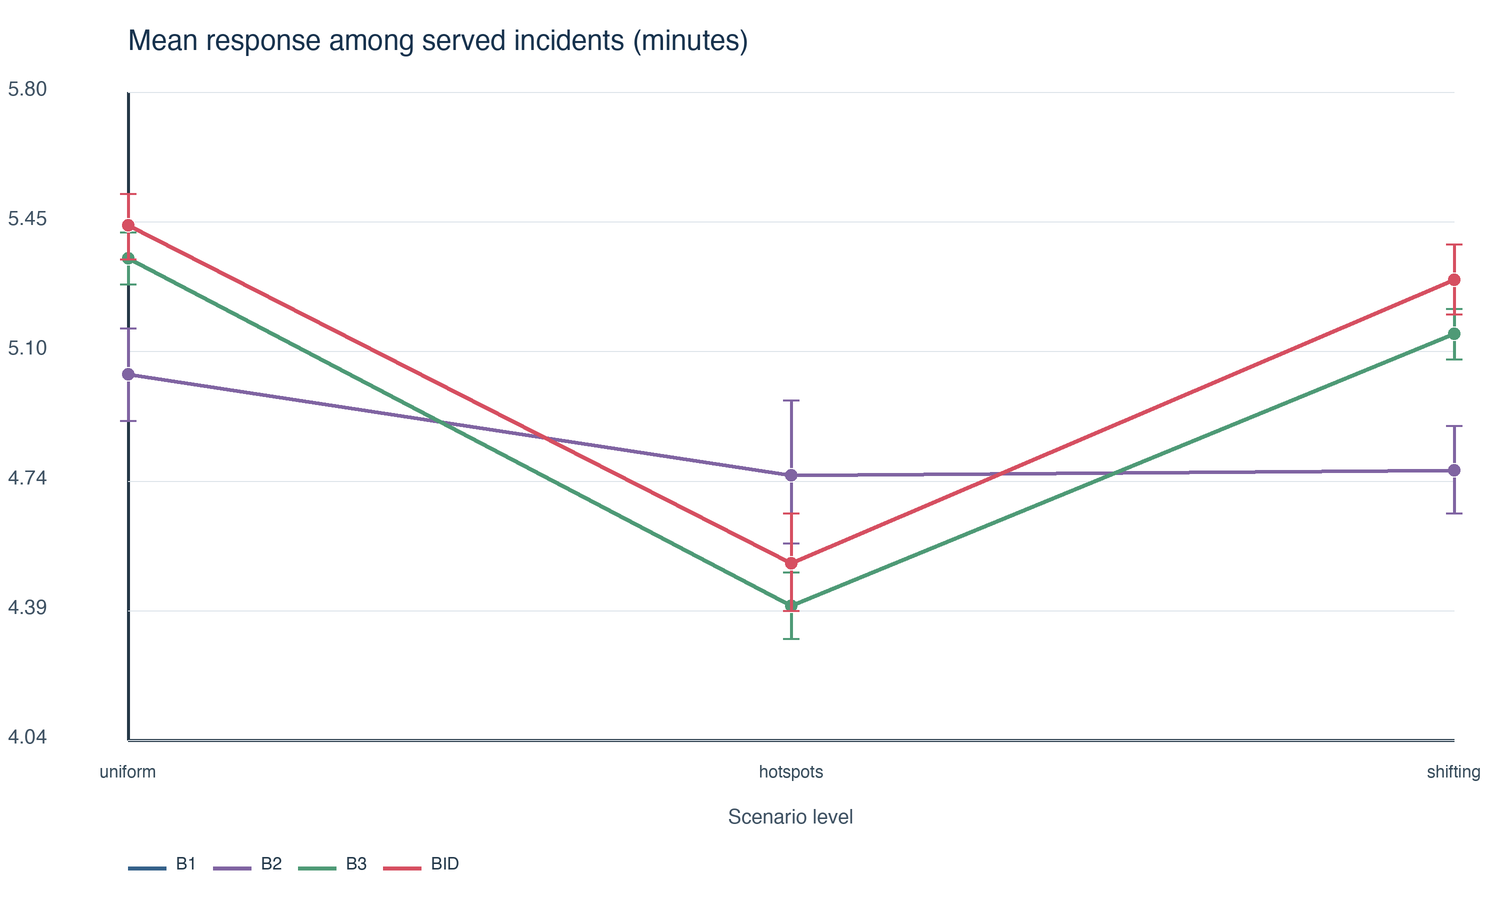 Mean response among served incidents (minutes)
5.80
5.45
5.10
4.74
4.39
4.04
uniform hotspots shifting
Scenario level
B1 B2 B3 BID